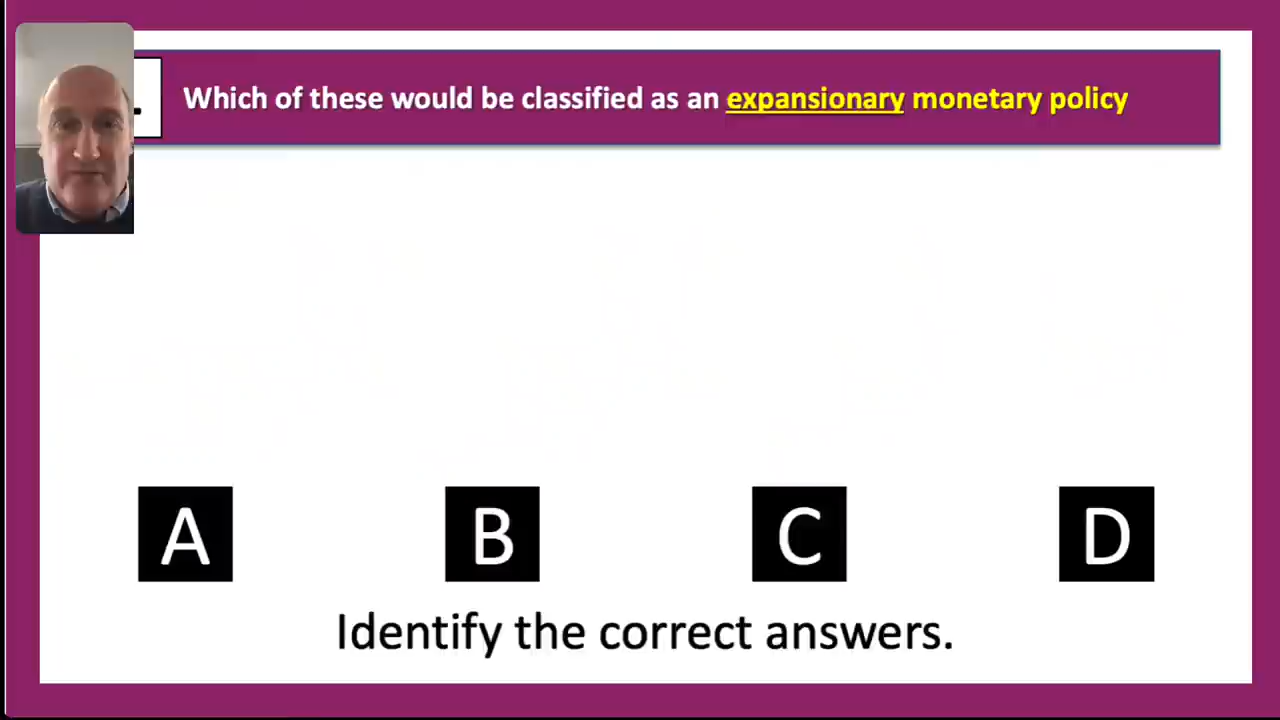 Which of these would be classified as an expansionary monetary policy
A
B
C
D
Identify the correct answers.